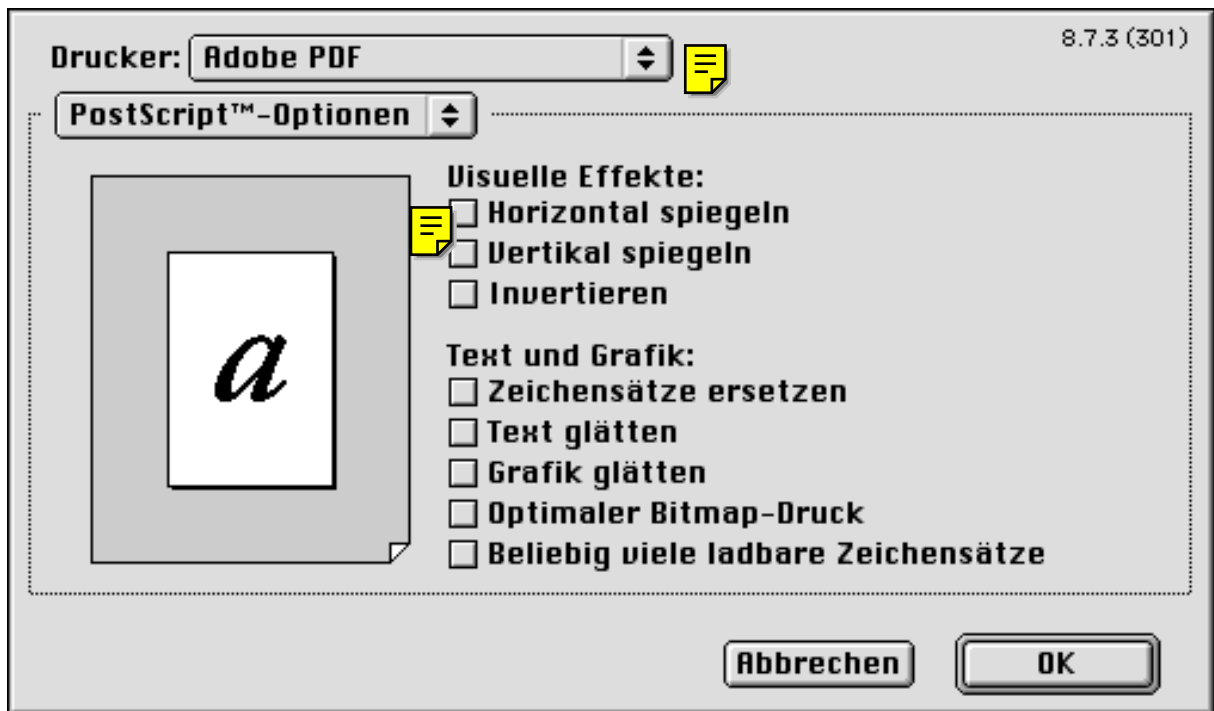 8.7.3 (301)
Drucker: Adobe PDF
PostScript™-Optionen
a
Visuelle Effekte:
Horizontal spiegeln
Vertikal spiegeln
Invertieren
Text und Grafik:
Zeichensätze ersetzen
Text glätten
Grafik glätten
Optimaler Bitmap-Druck
Beliebig viele ladbare Zeichensätze
Abbrechen
OK